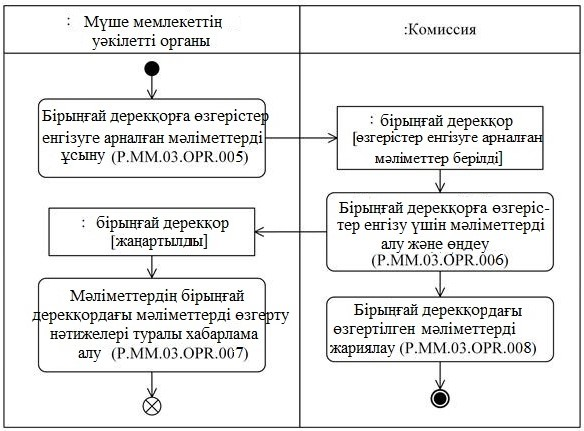 : Мүше мемлекеттің
уәкілетті органы
:Комиссия
Бірыңғай дерекқорға өзгерістер
енгізуге арналған мәліметтерді
ұсыну (P.MM.03.OPR.005)
: бірыңғай дерекқор
[өзгерістер енгізуге арналған
мәліметтер берілді]
Бірыңғай дерекқорға өзгеріс-
тер енгізу үшін мәліметтерді
алу және өңдеу
(P.MM.03.OPR.006)
: бірыңғай дерекқор
[жаңартылды]
Мәліметтердің бірыңғай
дерекқордағы мәліметтерді өзгерту
нәтижелері туралы хабарлама
алу (P.MM.03.OPR.007)
Бірыңғай дерекқордағы
өзгертілген мәліметтерді
жариялау (P.MM.03.OPR.008)